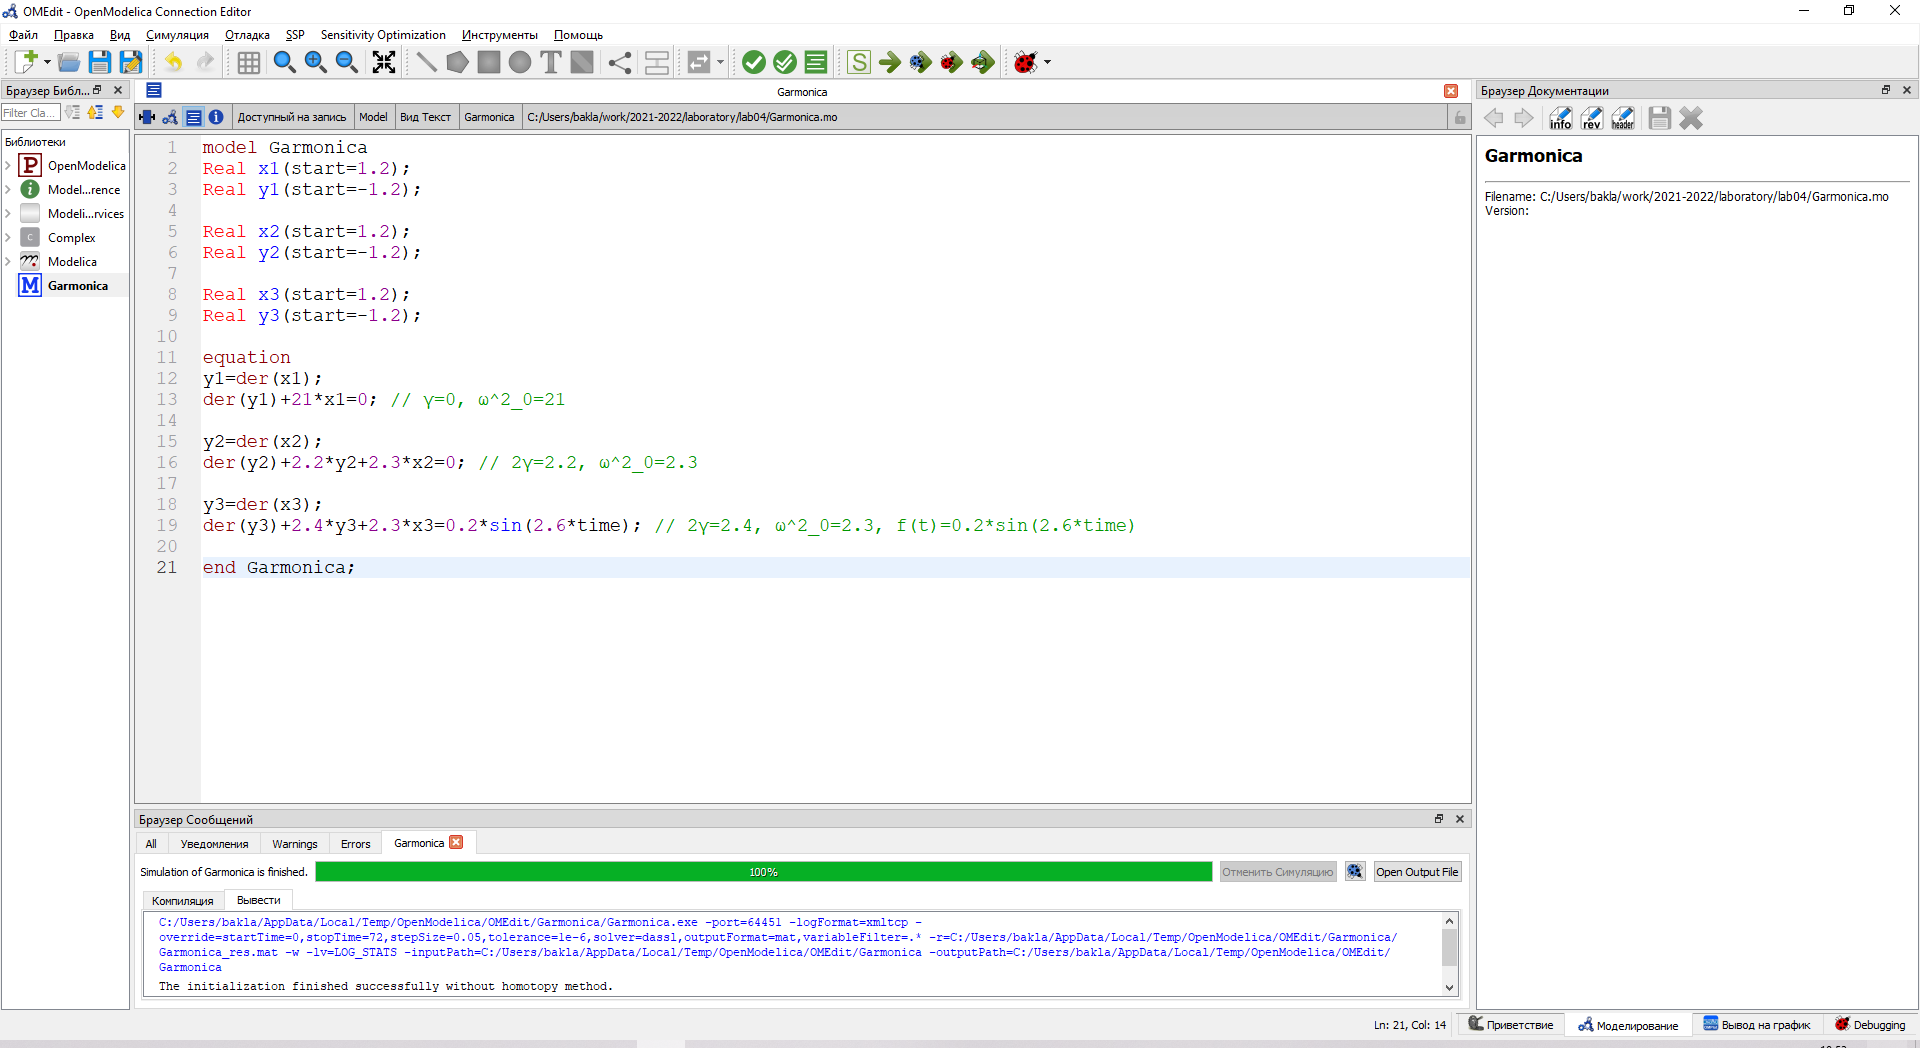 OMEdit - OpenModelica Connection Editor
Файл Правка Вид Симуляция Отладка SSP Sensitivity Optimization Инструменты Помощь
Браузер Библ...
Filter Cla...
Библиотеки
OpenModelica
Model...rence
Modeli...rvices
Complex
Modelica
Garmonica
Garmonica
Доступный на запись Model Вид Текст Garmonica C:/Users/bakla/work/2021-2022/laboratory/lab04/Garmonica.mo
1 model Garmonica
2 Real x1(start=1.2);
3 Real y1(start=-1.2);
4
5 Real x2(start=1.2);
6 Real y2(start=-1.2);
7
8 Real x3(start=1.2);
9 Real y3(start=-1.2);
10
11 equation
12 y1=der(x1);
13 der(y1)+21*x1=0; // γ=0, ω^2_0=21
14
15 y2=der(x2);
16 der(y2)+2.2*y2+2.3*x2=0; // 2γ=2.2, ω^2_0=2.3
17
18 y3=der(x3);
19 der(y3)+2.4*y3+2.3*x3=0.2*sin(2.6*time); // 2γ=2.4, ω^2_0=2.3, f(t)=0.2*sin(2.6*time)
20
21 end Garmonica;
Браузер Документации
info rev header
Garmonica
Filename: C:/Users/bakla/work/2021-2022/laboratory/lab04/Garmonica.mo
Version:
Браузер Сообщений
All Уведомления Warnings Errors Garmonica
Simulation of Garmonica is finished. 100% Отменить Симуляцию Open Output File
Компиляция Вывести
C:/Users/bakla/AppData/Local/Temp/OpenModelica/OMEdit/Garmonica/Garmonica.exe -port=64451 -logFormat=xmltcp -
override=startTime=0,stopTime=72,stepSize=0.05,tolerance=1e-6,solver=dassl,outputFormat=mat,variableFilter=.* -r=C:/Users/bakla/AppData/Local/Temp/OpenModelica/OMEdit/Garmonica/
Garmonica_res.mat -w -lv=LOG_STATS -inputPath=C:/Users/bakla/AppData/Local/Temp/OpenModelica/OMEdit/Garmonica -outputPath=C:/Users/bakla/AppData/Local/Temp/OpenModelica/OMEdit/
Garmonica
The initialization finished successfully without homotopy method.
Ln: 21, Col: 14 Приветствие Моделирование Вывод на график Debugging